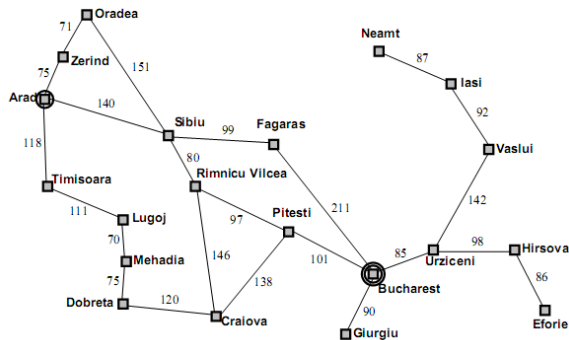 Oradea
Neamt
71
87
Zerind
Iasi
75
151
Arad
140
92
Sibiu
99
Fagaras
118
Vaslui
80
Timisoara
Rimnicu Vilcea
142
111
Lugoj
97
Pitesti
211
70
98
Hirsova
Mehadia
146
101
85
Urziceni
75
138
86
Bucharest
Dobreta
120
90
Craiova
Giurgiu
Eforie